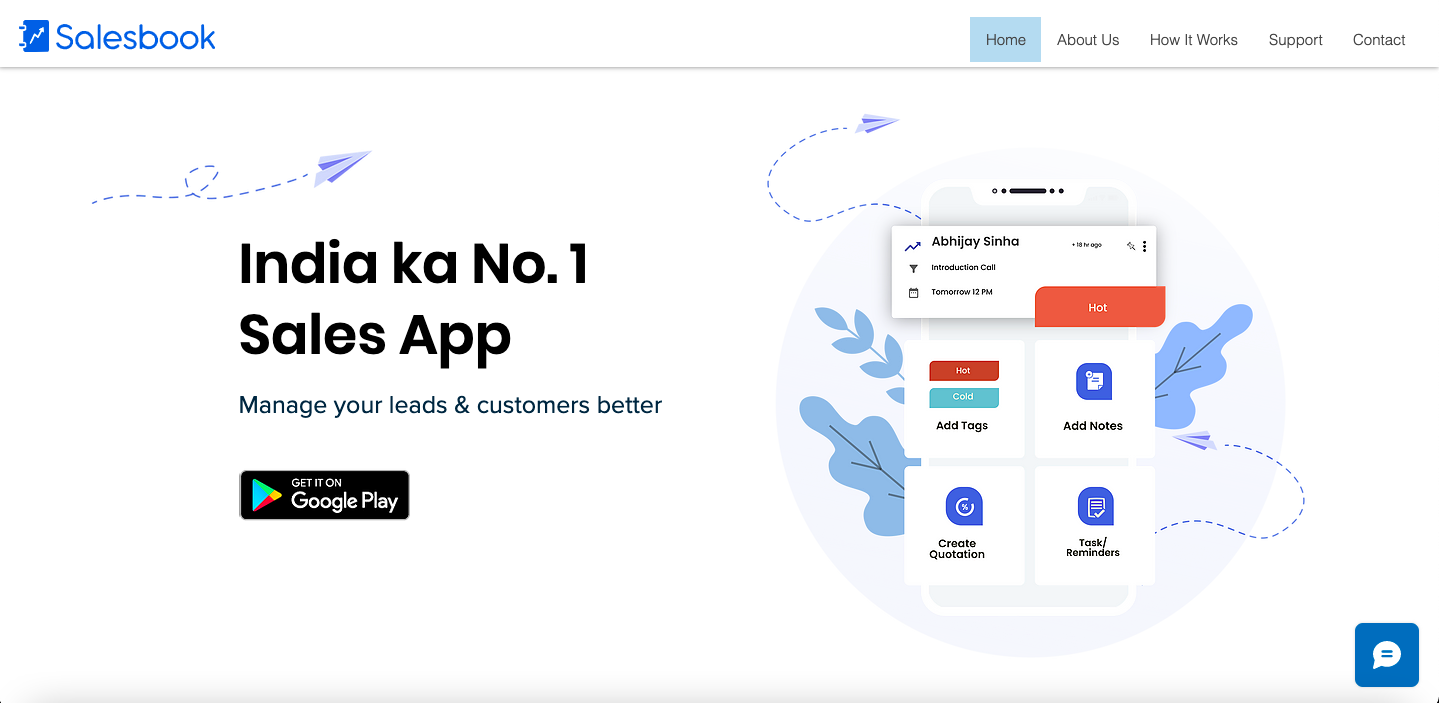 Salesbook
Home
About Us
How It Works
Support
Contact
India ka No. 1
Sales App
Manage your leads & customers better
GET IT ON
Google Play
Abhijay Sinha
+ 18 hr ago
Introduction Call
Tomorrow 12 PM
Hot
Hot
Cold
Add Tags
Add Notes
%
Create
Quotation
Task/
Reminders